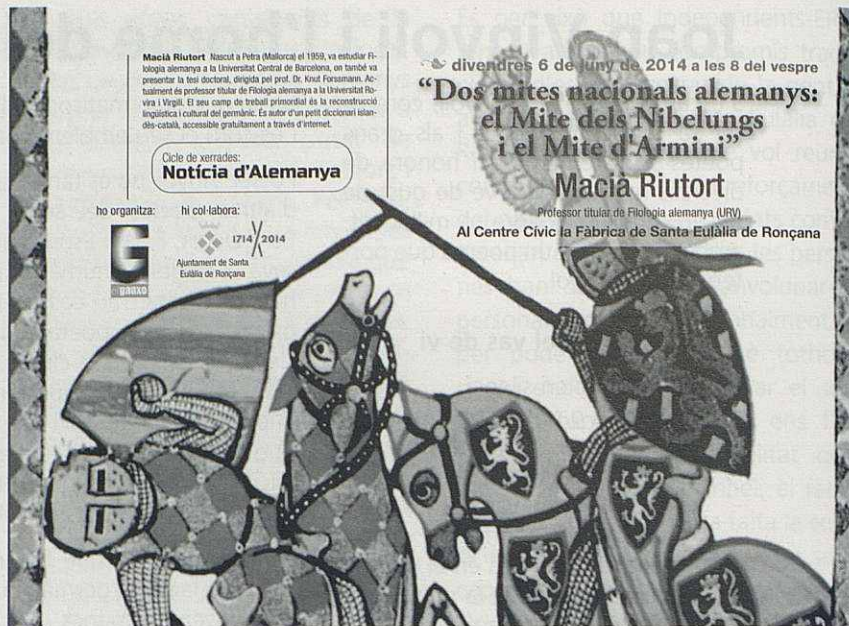 Macià Riutort Nascut a Petra (Mallorca) el 1959, va estudiar Fi-
lologia alemanya a la Universitat Central de Barcelona, on també va
presentar la tesi doctoral, dirigida pel prof. Dr. Knut Forssmann. Ac-
tualment és professor titular de Filologia alemanya a la Universitat Ro-
vira i Virgili. El seu camp de treball primordial és la reconstrucció
lingüística i cultural del germànic. És autor d'un petit diccionari islan-
dès-català, accessible gratuïtament a través d'internet.
Cicle de xerrades:
Notícia d'Alemanya
ho organitza:
hi col·labora:
1714 2014
Ajuntament de Santa
Eulàlia de Ronçana
G
gaaxo
divendres 6 de juny de 2014 a les 8 del vespre
“Dos mites nacionals alemanys:
el Mite dels Nibelungs
i el Mite d'Armini”
Macià Riutort
Professor titular de Filologia alemanya (URV)
Al Centre Cívic la Fàbrica de Santa Eulàlia de Ronçana